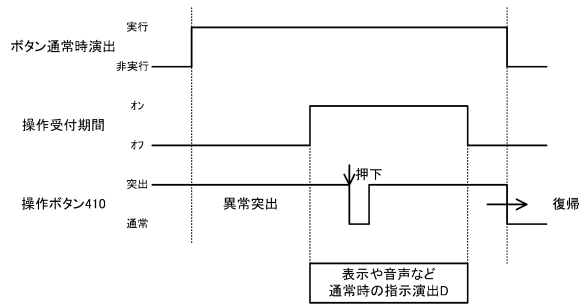 実行
ボタン通常時演出
非実行
オン
操作受付期間
オフ
突出
押下
操作ボタン410
異常突出
復帰
通常
表示や音声など
通常時の指示演出D